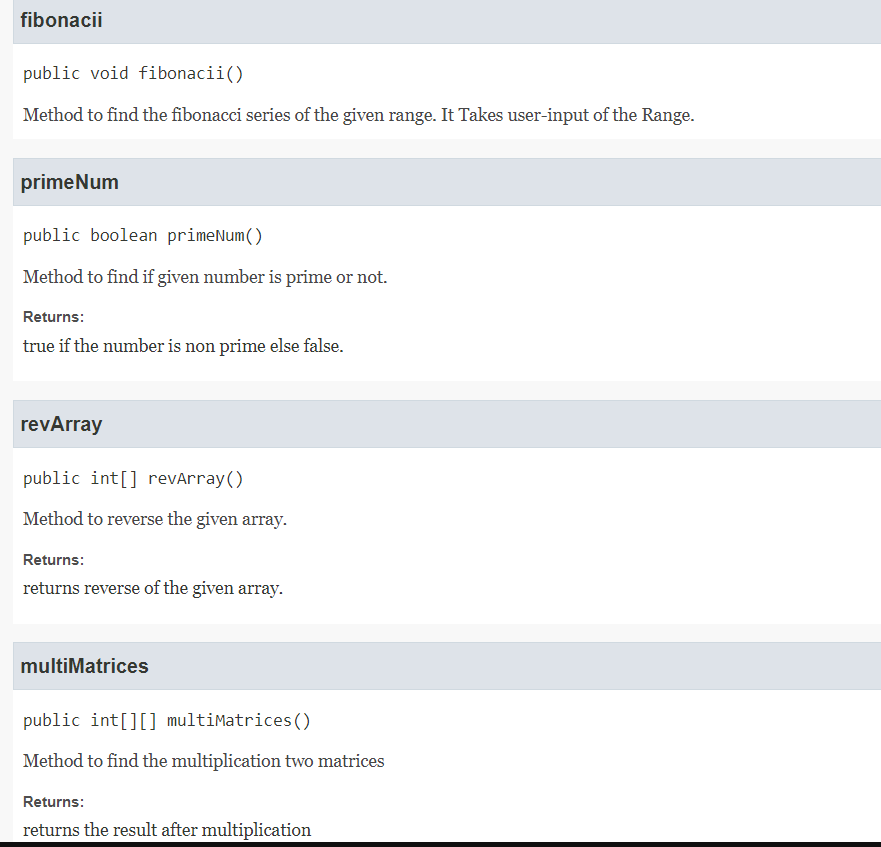 fibonacii
public void fibonacii()
Method to find the fibonacci series of the given range. It Takes user-input of the Range.
primeNum
public boolean primeNum()
Method to find if given number is prime or not.
Returns:
true if the number is non prime else false.
revArray
public int[] revArray()
Method to reverse the given array.
Returns:
returns reverse of the given array.
multiMatrices
public int[][] multiMatrices()
Method to find the multiplication two matrices
Returns:
returns the result after multiplication